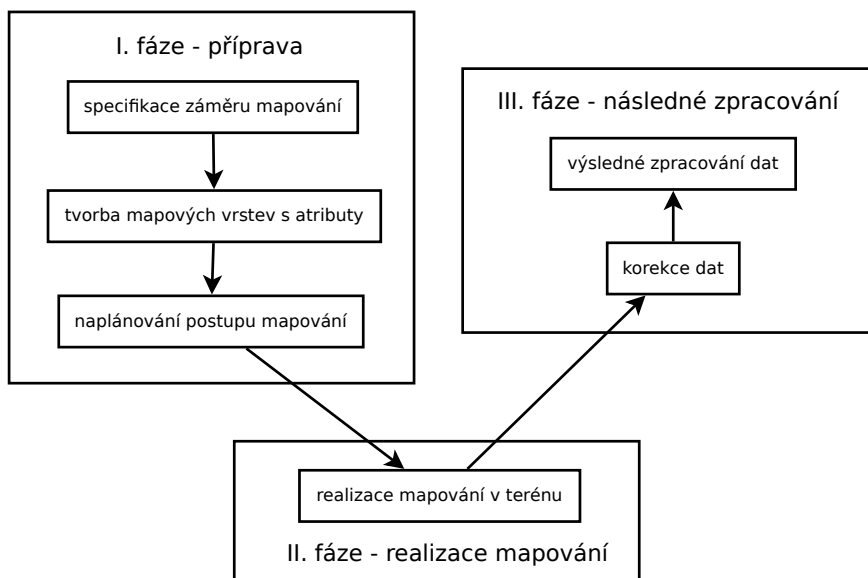 I. fáze - příprava
specifikace záměru mapování
tvorba mapových vrstev s atributy
naplánování postupu mapování
realizace mapování v terénu
II. fáze - realizace mapování
III. fáze - následné zpracování
výsledné zpracování dat
korekce dat